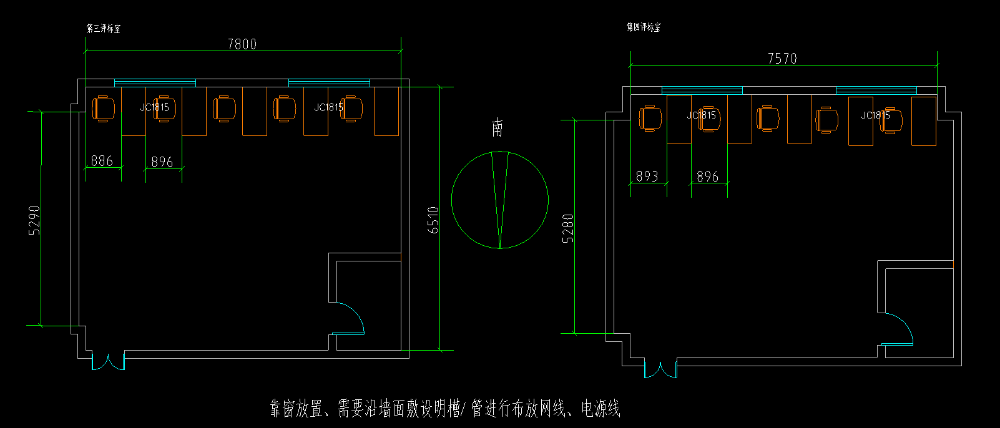 第三评标室
7800
JC1815
JC1815
886
896
5290
6510
南
第四评标室
7570
JC1815
JC1815
893
896
5280
靠窗放置、需要沿墙面敷设明槽/管进行布放网线、电源线